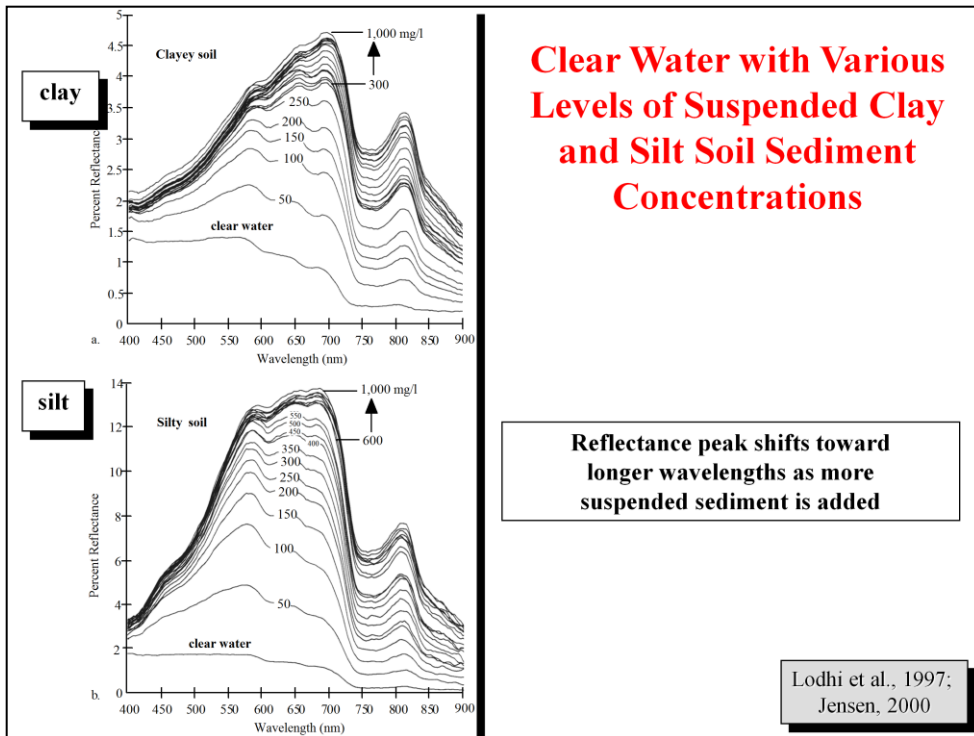 clay
Clayey soil
Percent Reflectance
5
4.5
4
3.5
3
2.5
2
1.5
1
0.5
0
1,000 mg/l
300
250
200
150
100
50
clear water
a.
400 450 500 550 600 650 700 750 800 850 900
Wavelength (nm)
silt
Silty soil
Percent Reflectance
14
12
10
8
6
4
2
0
1,000 mg/l
600
550
500
450
400
350
300
250
200
150
100
50
clear water
b.
400 450 500 550 600 650 700 750 800 850 900
Wavelength (nm)
Clear Water with Various
Levels of Suspended Clay
and Silt Soil Sediment
Concentrations
Reflectance peak shifts toward
longer wavelengths as more
suspended sediment is added
Lodhi et al., 1997;
Jensen, 2000